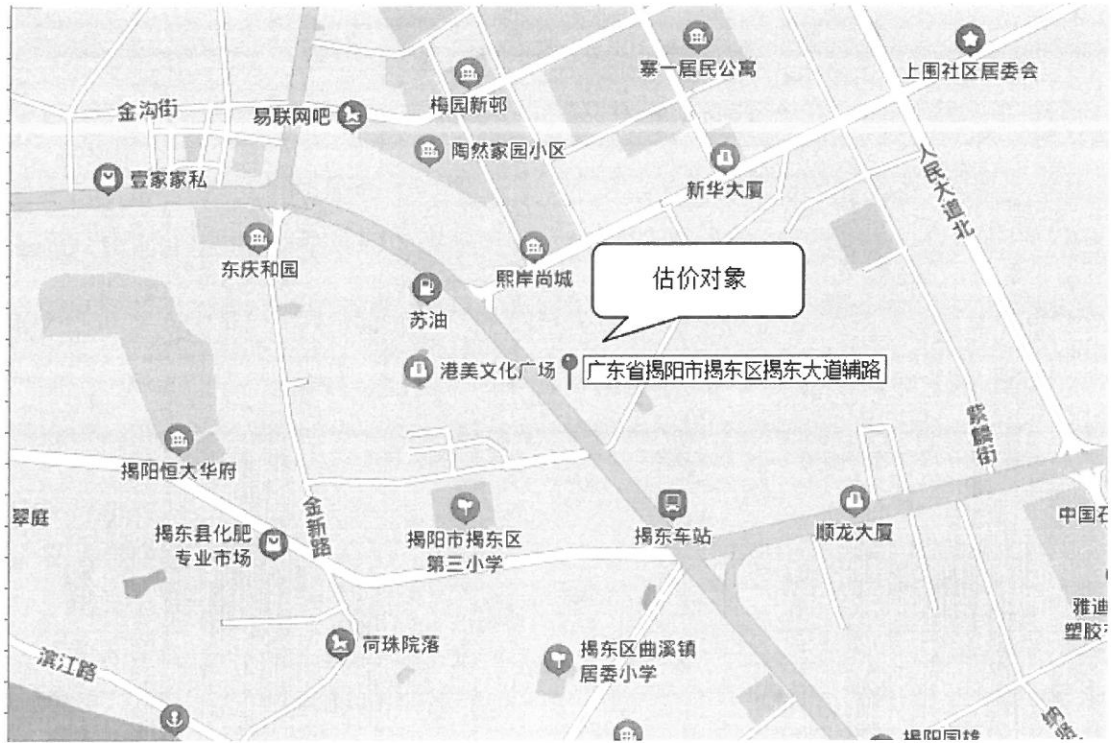 寨一居民公寓
上围社区居委会
梅园新邨
金沟街
易联网吧
陶然家园小区
新华大厦
人民大道北
壹家家私
东庆和园
熙岸尚城
估价对象
苏油
港美文化广场
广东省揭阳市揭东区揭东大道辅路
紫麟街
揭阳恒大华府
金新路
翠庭
揭东县化肥
专业市场
揭阳市揭东区
第三小学
揭东车站
顺龙大厦
中国石
雅迪
塑胶
荷珠院落
揭东区曲溪镇
居委小学
滨江路
揭阳国雄